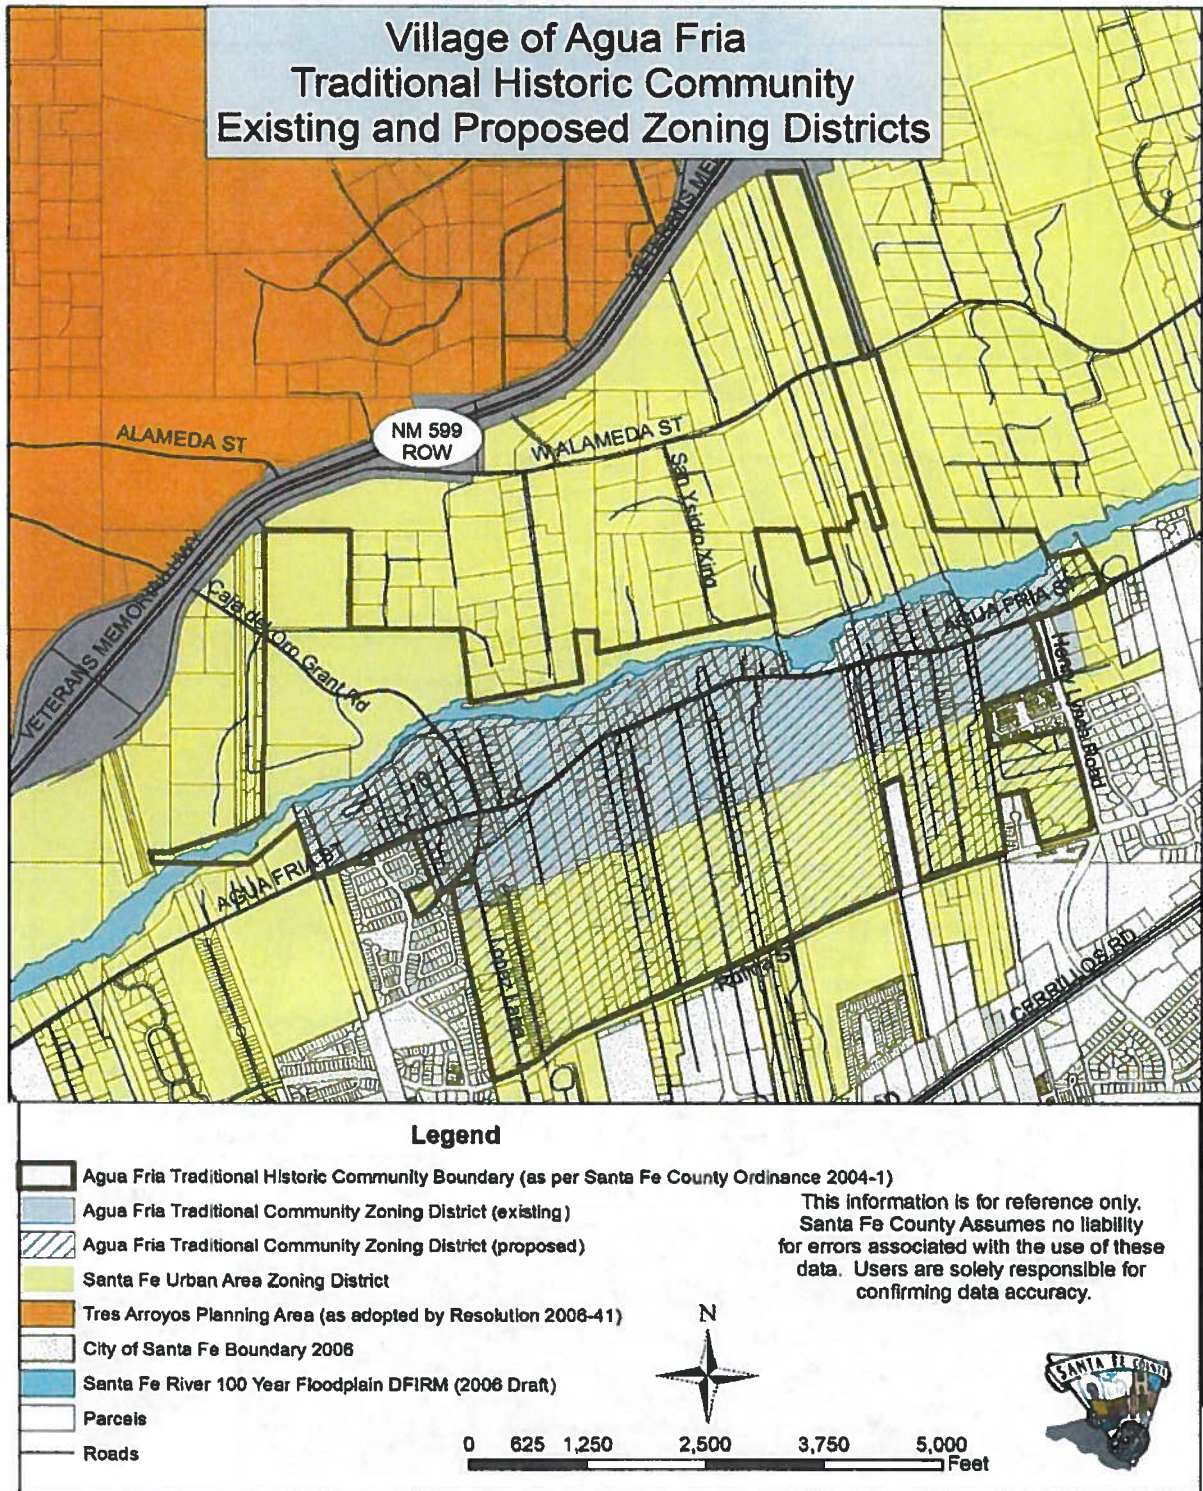 Village of Agua Fria
Traditional Historic Community
Existing and Proposed Zoning Districts
ALAMEDA ST
NM 599
ROW
W ALAMEDA ST
San Ysidro Xing
VETERANS MEMORIAL HWY
Caja del Oro Grant Rd
AGUA FRIA ST
Henry Lynch Road
AGUA FRIA ST
Lopez Lane
Rufina St
CERRILLOS RD
Legend
Agua Fria Traditional Historic Community Boundary (as per Santa Fe County Ordinance 2004-1)
Agua Fria Traditional Community Zoning District (existing)
Agua Fria Traditional Community Zoning District (proposed)
Santa Fe Urban Area Zoning District
Tres Arroyos Planning Area (as adopted by Resolution 2006-41)
City of Santa Fe Boundary 2006
Santa Fe River 100 Year Floodplain DFIRM (2006 Draft)
Parcels
Roads
This information is for reference only.
Santa Fe County Assumes no liability
for errors associated with the use of these
data. Users are solely responsible for
confirming data accuracy.
N
0 625 1,250 2,500 3,750 5,000
Feet
SANTA FE COUNTY